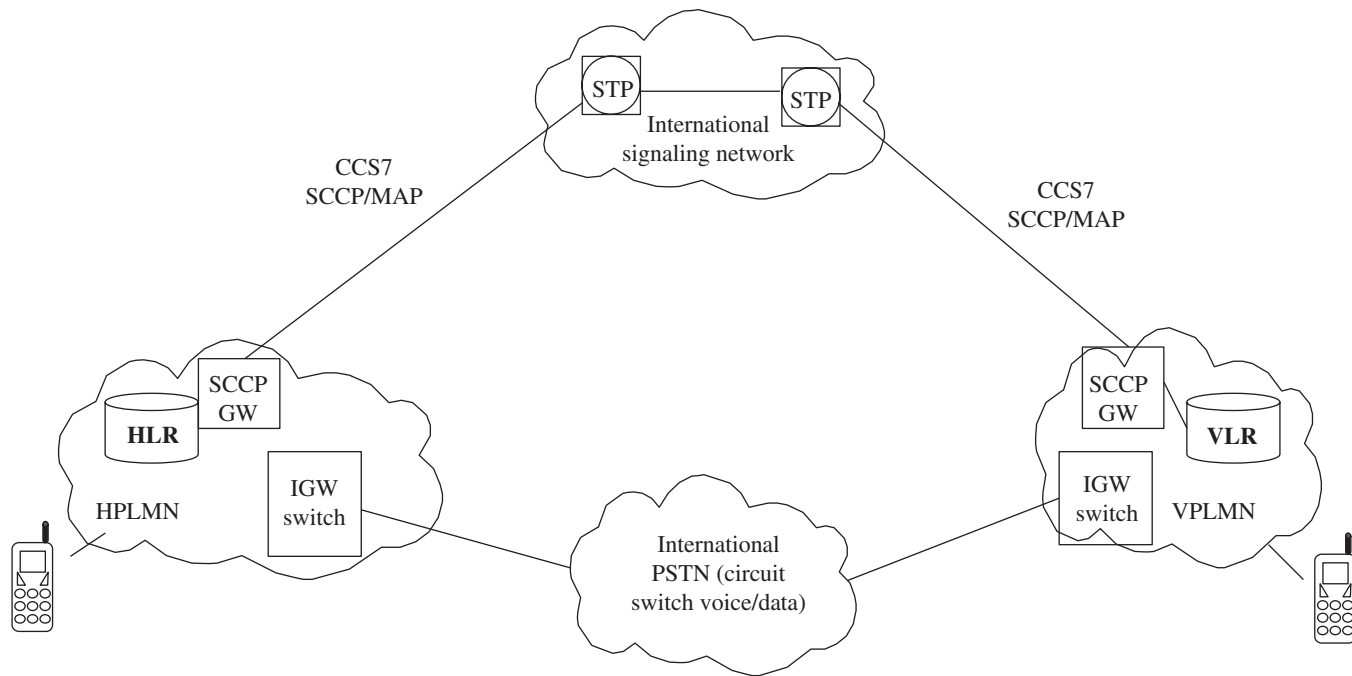 STP
STP
International
signaling network
CCS7
SCCP/MAP
CCS7
SCCP/MAP
SCCP
GW
HLR
IGW
switch
HPLMN
SCCP
GW
VLR
IGW
switch
VPLMN
International
PSTN (circuit
switch voice/data)